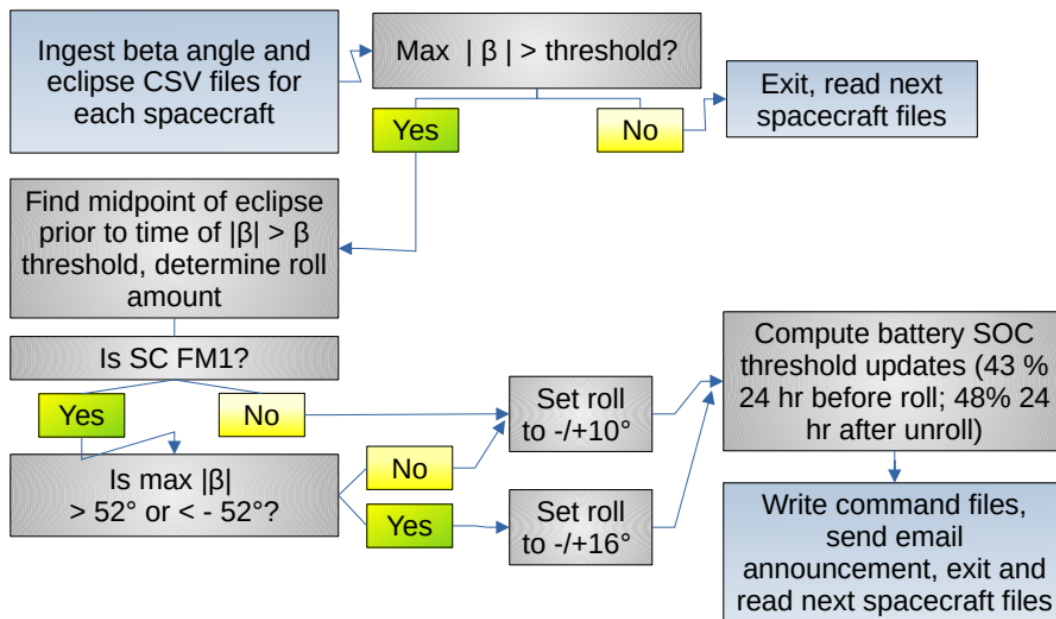 Ingest beta angle and
eclipse CSV files for
each spacecraft
Max | β | > threshold?
Yes
No
Exit, read next
spacecraft files
Find midpoint of eclipse
prior to time of |β| > β
threshold, determine roll
amount
Is SC FM1?
Yes
No
Is max |β|
> 52° or < - 52°?
No
Yes
Set roll
to -/+10°
Set roll
to -/+16°
Compute battery SOC
threshold updates (43 %
24 hr before roll; 48% 24
hr after unroll)
Write command files,
send email
announcement, exit and
read next spacecraft files